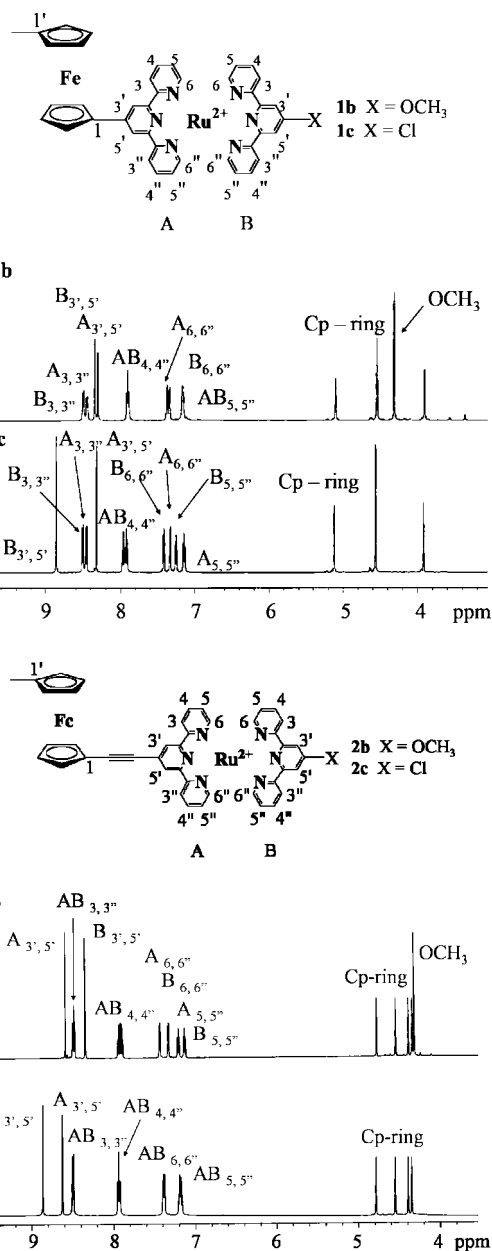 1'
Fe
4 5 5 4
3 6 6 3
3' N N 3'
1 N Ru2+ N X
5' N N 5'
3'' 6'' 6'' 3''
4'' 5'' 5'' 4''
A B
1b X = OCH3
1c X = Cl
b
B3', 5'
A3', 5'
OCH3
Cp – ring
A6, 6''
AB4, 4''
A3, 3''
B6, 6''
B3, 3''
AB5, 5''
c
A3, 3'' A3', 5'
A6, 6''
B3, 3''
B6, 6''
B5, 5''
Cp – ring
AB4, 4''
B3', 5'
A5, 5''
9 8 7 6 5 4 ppm
1'
Fc
4 5 5 4
3 6 6 3
3' N N 3'
1 N Ru2+ N X
5' N N 5'
3'' 6'' 6'' 3''
4'' 5'' 5'' 4''
A B
2b X = OCH3
2c X = Cl
AB 3, 3''
A 3', 5'
B 3', 5'
A 6, 6''
OCH3
B 6, 6''
Cp-ring
AB 4, 4''
A 5, 5''
B 5, 5''
3', 5'
A 3', 5'
AB 4, 4''
AB 3, 3''
AB 6, 6''
Cp-ring
AB 5, 5''
9 8 7 6 5 4 ppm